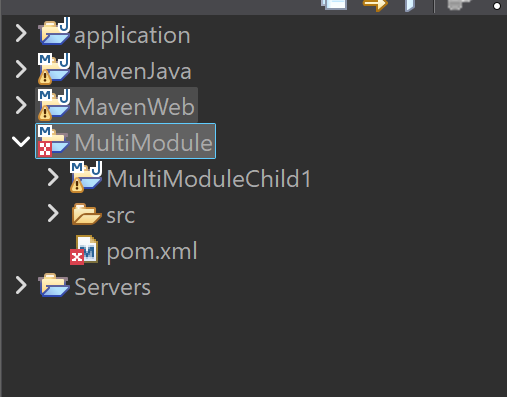 application
MavenJava
MavenWeb
MultiModule
MultiModuleChild1
src
pom.xml
Servers